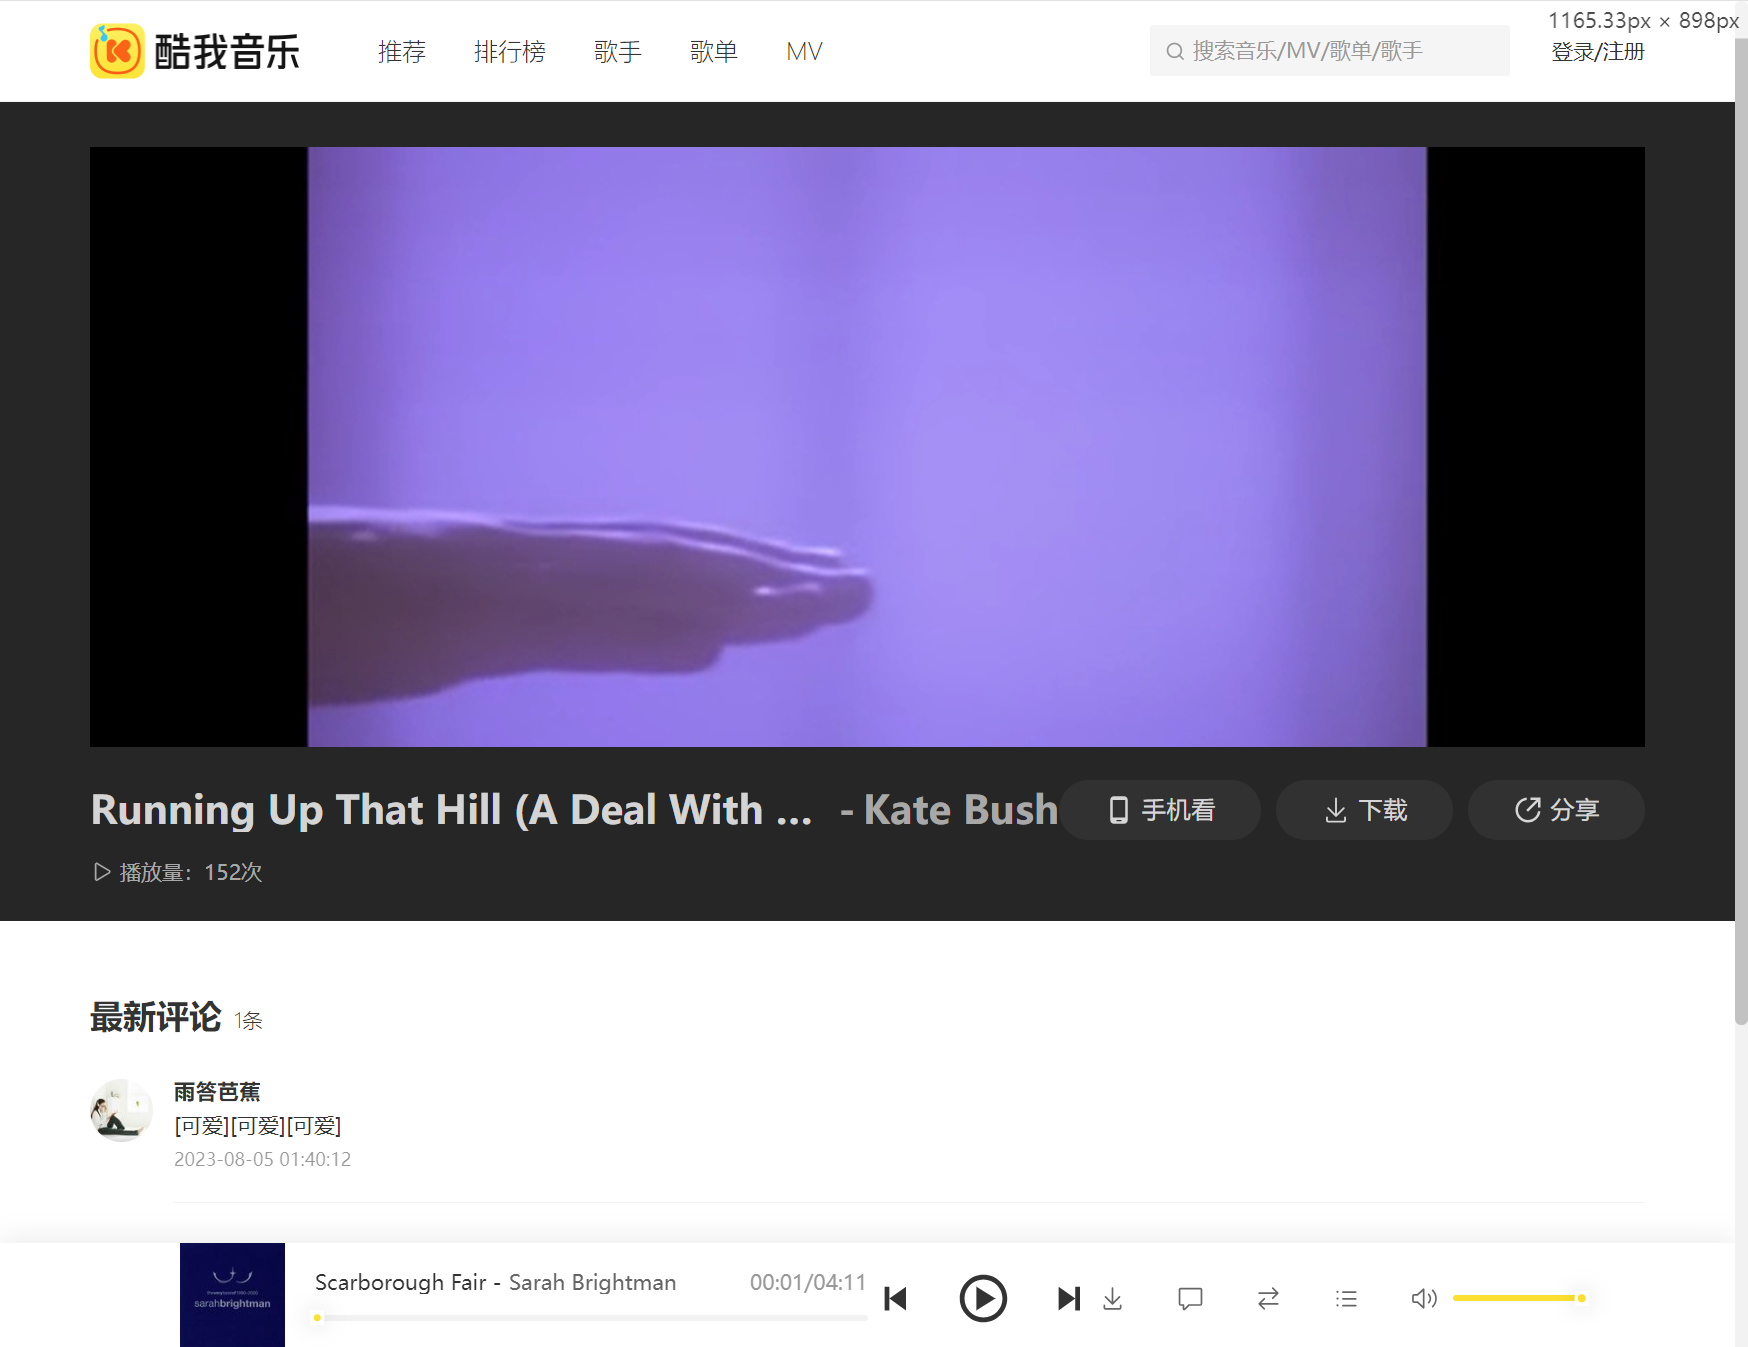 1165.33px × 898px
酷我音乐
推荐 排行榜 歌手 歌单 MV
搜索音乐/MV/歌单/歌手
登录/注册
Running Up That Hill (A Deal With ... - Kate Bush
手机看 下载 分享
播放量：152次
最新评论 1条
雨答芭蕉
[可爱][可爱][可爱]
2023-08-05 01:40:12
sarahbrightman
Scarborough Fair - Sarah Brightman 00:01/04:11